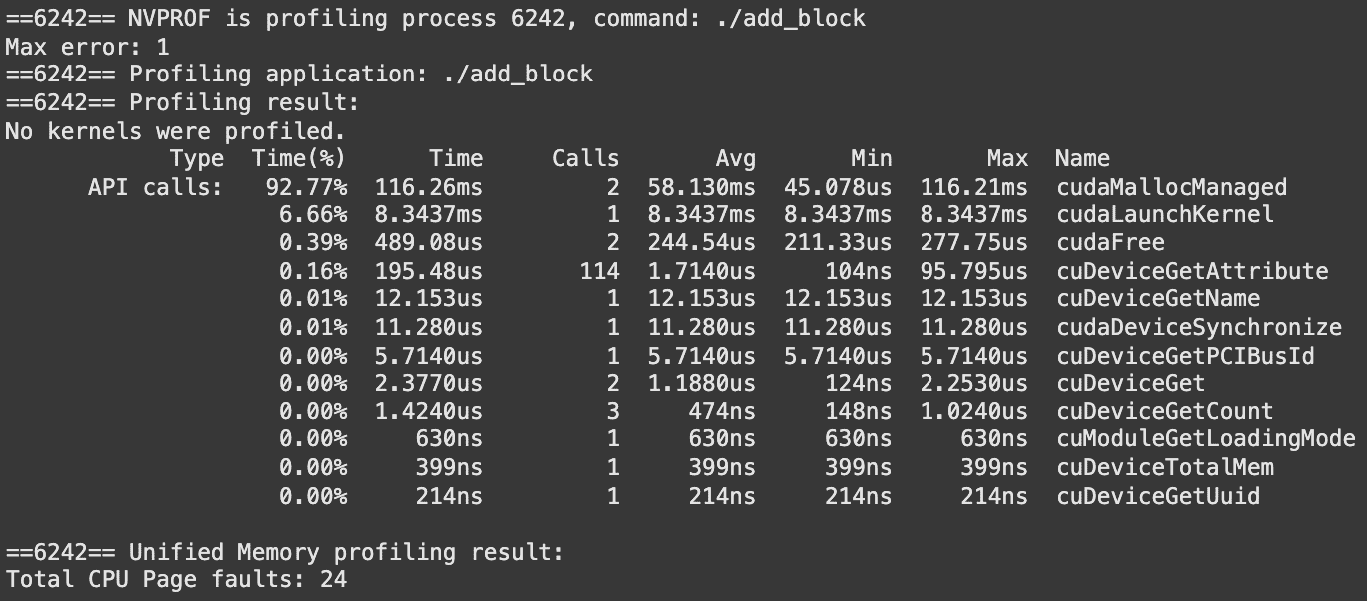 ==6242== NVPROF is profiling process 6242, command: ./add_block
Max error: 1
==6242== Profiling application: ./add_block
==6242== Profiling result:
No kernels were profiled.
Type Time(%) Time Calls Avg Min Max Name
API calls: 92.77% 116.26ms 2 58.130ms 45.078us 116.21ms cudaMallocManaged
6.66% 8.3437ms 1 8.3437ms 8.3437ms 8.3437ms cudaLaunchKernel
0.39% 489.08us 2 244.54us 211.33us 277.75us cudaFree
0.16% 195.48us 114 1.7140us 104ns 95.795us cuDeviceGetAttribute
0.01% 12.153us 1 12.153us 12.153us 12.153us cuDeviceGetName
0.01% 11.280us 1 11.280us 11.280us 11.280us cudaDeviceSynchronize
0.00% 5.7140us 1 5.7140us 5.7140us 5.7140us cuDeviceGetPCIBusId
0.00% 2.3770us 2 1.1880us 124ns 2.2530us cuDeviceGet
0.00% 1.4240us 3 474ns 148ns 1.0240us cuDeviceGetCount
0.00% 630ns 1 630ns 630ns 630ns cuModuleGetLoadingMode
0.00% 399ns 1 399ns 399ns 399ns cuDeviceTotalMem
0.00% 214ns 1 214ns 214ns 214ns cuDeviceGetUuid
==6242== Unified Memory profiling result:
Total CPU Page faults: 24